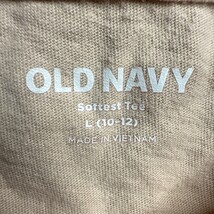 OLD NAVY
Softest Tee
L (10-12)
MADE IN VIETNAM